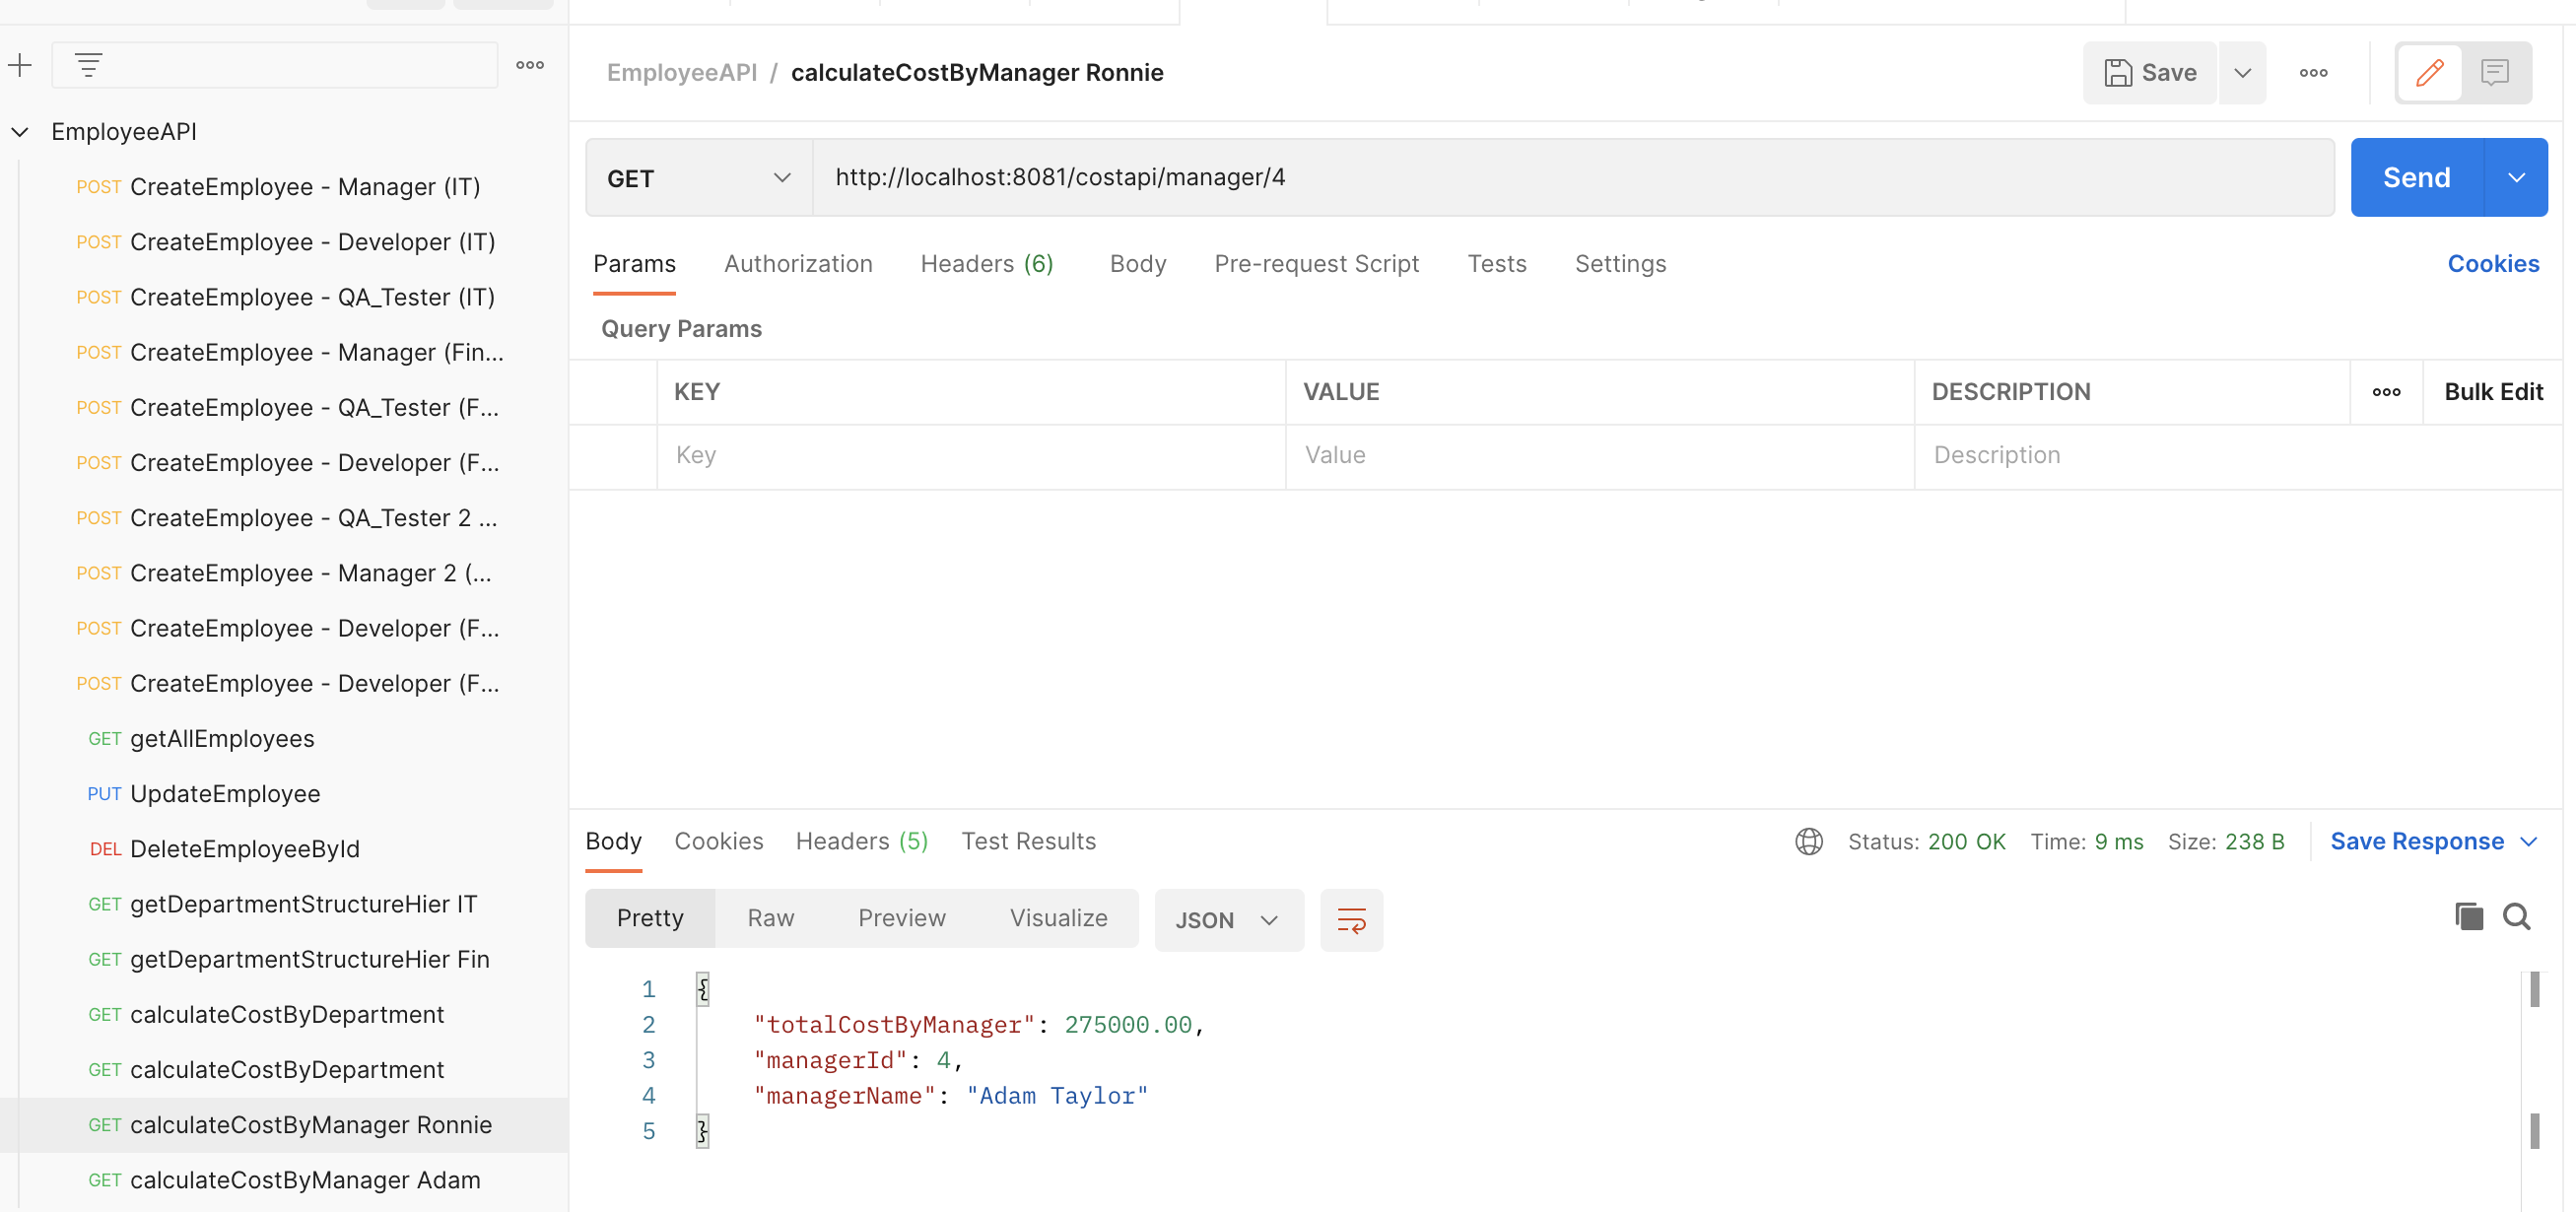 EmployeeAPI
POST CreateEmployee - Manager (IT)
POST CreateEmployee - Developer (IT)
POST CreateEmployee - QA_Tester (IT)
POST CreateEmployee - Manager (Fin...
POST CreateEmployee - QA_Tester (F...
POST CreateEmployee - Developer (F...
POST CreateEmployee - QA_Tester 2 ...
POST CreateEmployee - Manager 2 (...
POST CreateEmployee - Developer (F...
POST CreateEmployee - Developer (F...
GET getAllEmployees
PUT UpdateEmployee
DEL DeleteEmployeeById
GET getDepartmentStructureHier IT
GET getDepartmentStructureHier Fin
GET calculateCostByDepartment
GET calculateCostByDepartment
GET calculateCostByManager Ronnie
GET calculateCostByManager Adam
EmployeeAPI / calculateCostByManager Ronnie
Save
GET http://localhost:8081/costapi/manager/4 Send
Params Authorization Headers (6) Body Pre-request Script Tests Settings Cookies
Query Params
KEY VALUE DESCRIPTION Bulk Edit
Key Value Description
Body Cookies Headers (5) Test Results Status: 200 OK Time: 9 ms Size: 238 B Save Response
Pretty Raw Preview Visualize JSON
1 {
2 "totalCostByManager": 275000.00,
3 "managerId": 4,
4 "managerName": "Adam Taylor"
5 }